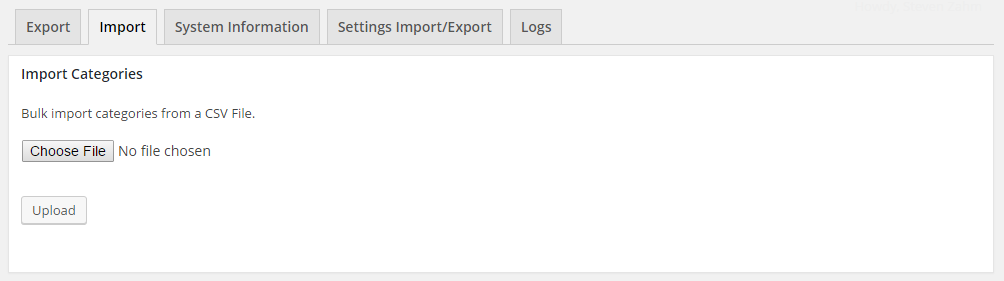 Export Import System Information Settings Import/Export Logs
Import Categories
Bulk import categories from a CSV File.
Choose File No file chosen
Upload